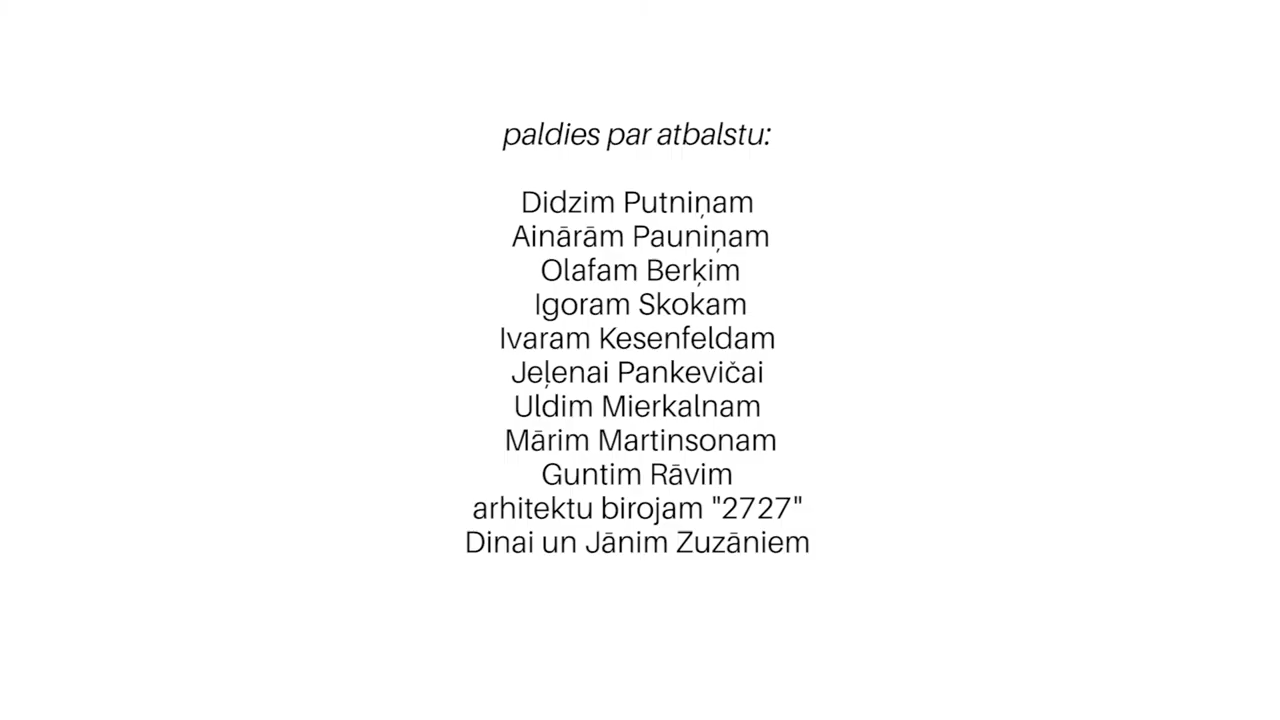 paldies par atbalstu:
Didzim Putniņam
Ainārām Pauniņam
Olafam Berķim
Igoram Skokam
Ivaram Kesenfeldam
Jeļenai Pankevičai
Uldim Mierkalnam
Mārim Martinsonam
Guntim Rāvim
arhitektu birojam "2727"
Dinai un Jānim Zuzāniem